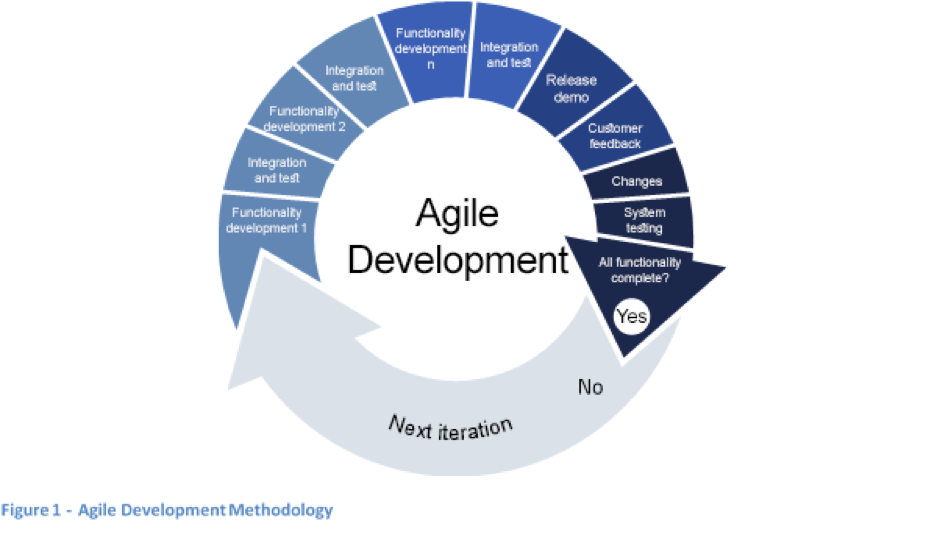 Functionality
development 1
Integration
and test
Functionality
development 2
Integration
and test
Functionality
development
n
Integration
and test
Release
demo
Customer
feedback
Changes
System
testing
All functionality
complete?
Yes
No
Next iteration
Agile
Development
Figure 1 - Agile Development Methodology